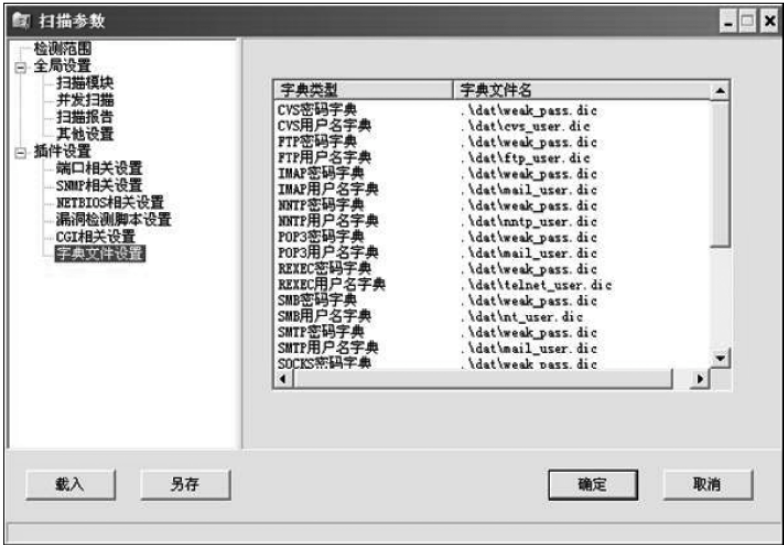 扫描参数
检测范围
全局设置
扫描模块
并发扫描
扫描报告
其他设置
插件设置
端口相关设置
SNMP相关设置
NETBIOS相关设置
漏洞检测脚本设置
CGI相关设置
字典文件设置
字典类型 字典文件名
CVS密码字典 .\dat\weak_pass.dic
CVS用户名字典 .\dat\cvs_user.dic
FTP密码字典 .\dat\weak_pass.dic
FTP用户名字典 .\dat\ftp_user.dic
IMAP密码字典 .\dat\weak_pass.dic
IMAP用户名字典 .\dat\mail_user.dic
NNTP密码字典 .\dat\weak_pass.dic
NNTP用户名字典 .\dat\nntp_user.dic
POP3密码字典 .\dat\weak_pass.dic
POP3用户名字典 .\dat\mail_user.dic
REXEC密码字典 .\dat\weak_pass.dic
REXEC用户名字典 .\dat\telnet_user.dic
SMB密码字典 .\dat\weak_pass.dic
SMB用户名字典 .\dat\nt_user.dic
SMTP密码字典 .\dat\weak_pass.dic
SMTP用户名字典 .\dat\mail_user.dic
SOCKS密码字典 .\dat\weak_pass.dic
载入 另存 确定 取消